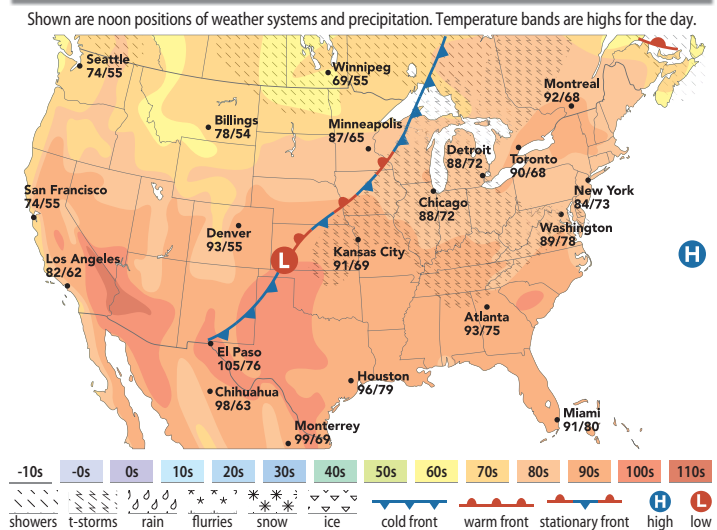 Shown are noon positions of weather systems and precipitation. Temperature bands are highs for the day.
Seattle
74/55
Winnipeg
69/55
Montreal
92/68
Billings
78/54
Minneapolis
87/65
Detroit
88/72
Toronto
90/68
San Francisco
74/55
Chicago
88/72
New York
84/73
Denver
93/55
Kansas City
91/69
Washington
89/78
Los Angeles
82/62
L
H
Atlanta
93/75
El Paso
105/76
Chihuahua
98/63
Houston
96/79
Monterrey
99/69
Miami
91/80
-10s -0s 0s 10s 20s 30s 40s 50s 60s 70s 80s 90s 100s 110s
H L
showers t-storms rain flurries snow ice cold front warm front stationary front high low